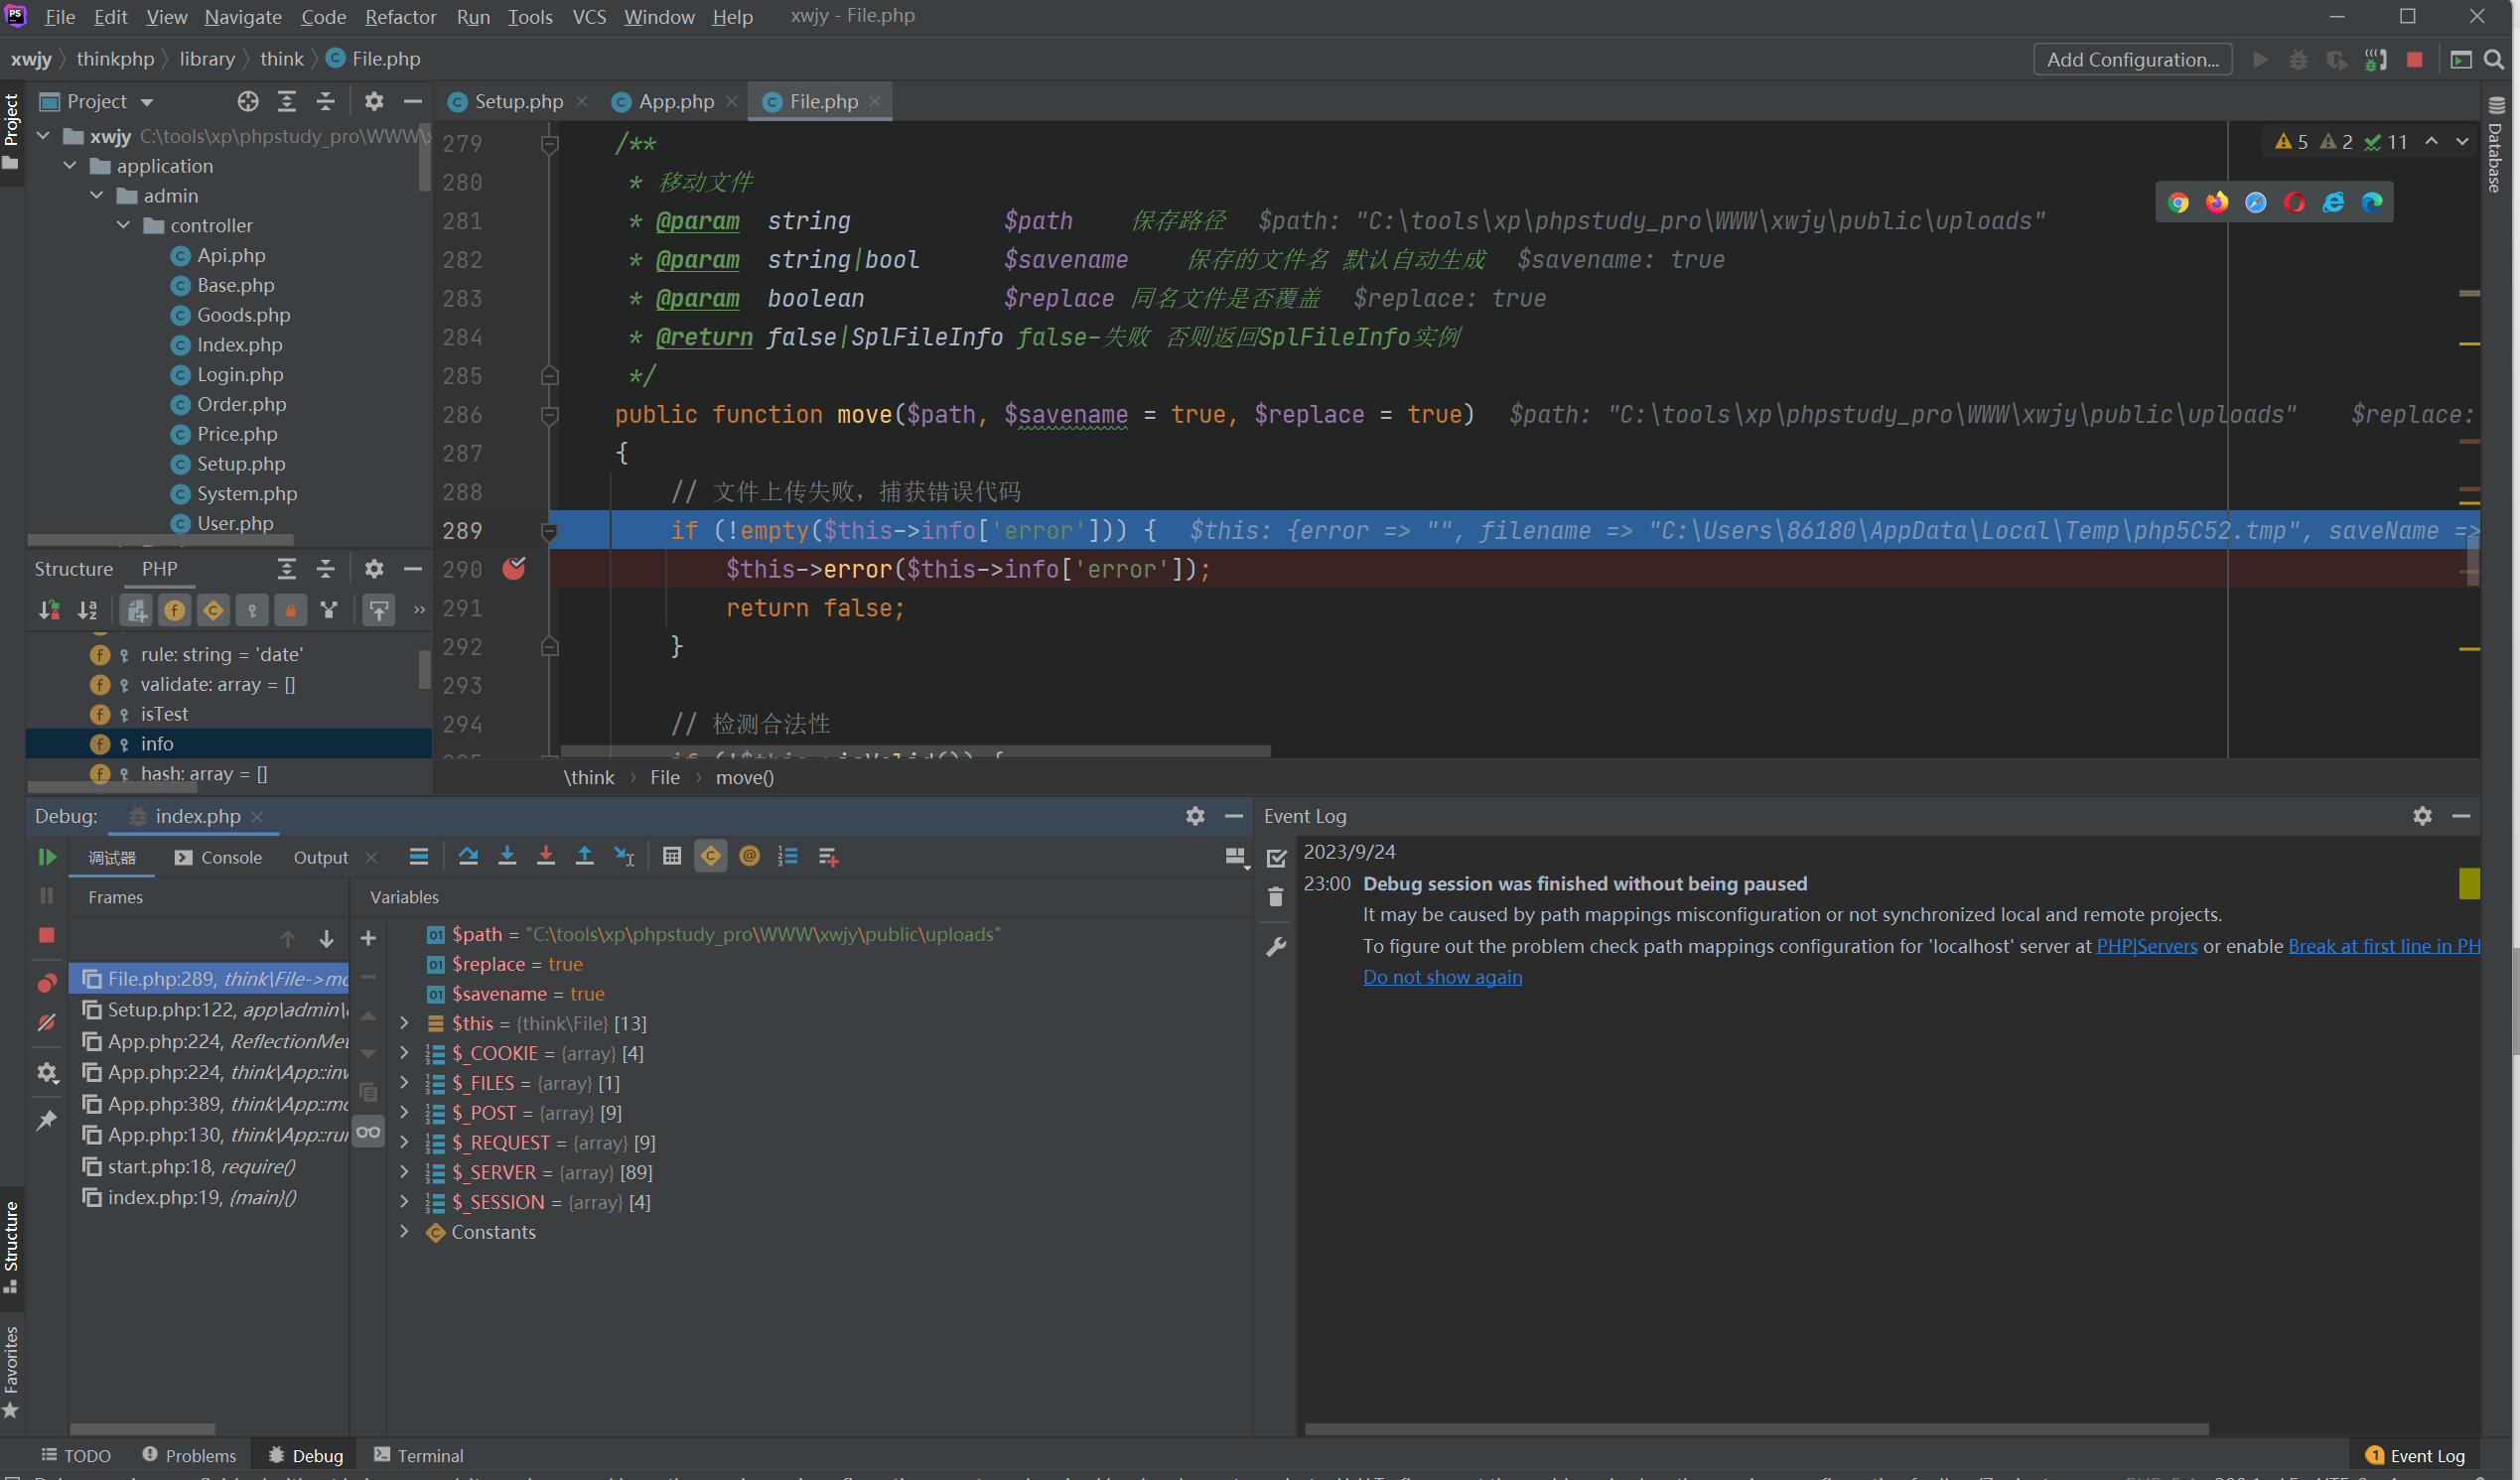 PS File Edit View Navigate Code Refactor Run Tools VCS Window Help xwjy - File.php
xwjy thinkphp library think File.php
Add Configuration...
Project
Project
xwjy C:\tools\xp\phpstudy_pro\WWW\
application
admin
controller
Api.php
Base.php
Goods.php
Index.php
Login.php
Order.php
Price.php
Setup.php
System.php
User.php
Setup.php App.php File.php
5 2 11
Database
279 /**
280 * 移动文件
281 * @param string $path 保存路径 $path: "C:\tools\xp\phpstudy_pro\WWW\xwjy\public\uploads"
282 * @param string|bool $savename 保存的文件名 默认自动生成 $savename: true
283 * @param boolean $replace 同名文件是否覆盖 $replace: true
284 * @return false|SplFileInfo false-失败 否则返回SplFileInfo实例
285 */
286 public function move($path, $savename = true, $replace = true) $path: "C:\tools\xp\phpstudy_pro\WWW\xwjy\public\uploads" $replace:
287 {
288 // 文件上传失败，捕获错误代码
289 if (!empty($this->info['error'])) { $this: {error => "", filename => "C:\Users\86180\AppData\Local\Temp\php5C52.tmp", saveName =>
290 $this->error($this->info['error']);
291 return false;
292 }
293
294 // 检测合法性
\think › File › move()
Structure PHP
rule: string = 'date'
validate: array = []
isTest
info
hash: array = []
Debug: index.php
调试器 Console Output
Frames
File.php:289, think\File->mo
Setup.php:122, app\admin\
App.php:224, ReflectionMet
App.php:224, think\App::inv
App.php:389, think\App::mo
App.php:130, think\App::run
start.php:18, require()
index.php:19, {main}()
Variables
$path = "C:\tools\xp\phpstudy_pro\WWW\xwjy\public\uploads"
$replace = true
$savename = true
$this = {think\File} [13]
$_COOKIE = {array} [4]
$_FILES = {array} [1]
$_POST = {array} [9]
$_REQUEST = {array} [9]
$_SERVER = {array} [89]
$_SESSION = {array} [4]
Constants
Event Log
2023/9/24
23:00 Debug session was finished without being paused
It may be caused by path mappings misconfiguration or not synchronized local and remote projects.
To figure out the problem check path mappings configuration for 'localhost' server at PHP|Servers or enable Break at first line in PH
Do not show again
Structure
Favorites
TODO Problems Debug Terminal
1 Event Log